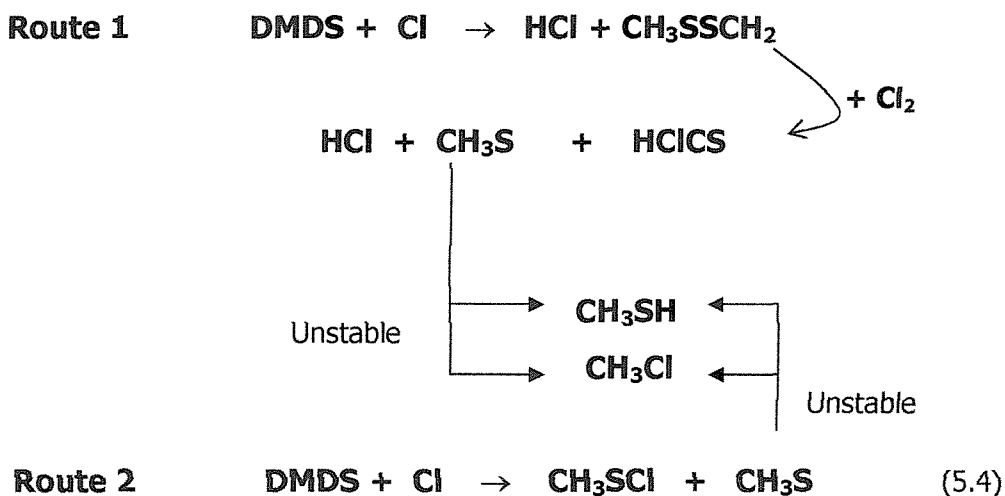 Route 1 DMDS + Cl → HCl + CH₃SSCH₂
+ Cl₂
HCl + CH₃S + HClCS
CH₃SH
Unstable
CH₃Cl
Unstable
Route 2 DMDS + Cl → CH₃SCl + CH₃S (5.4)